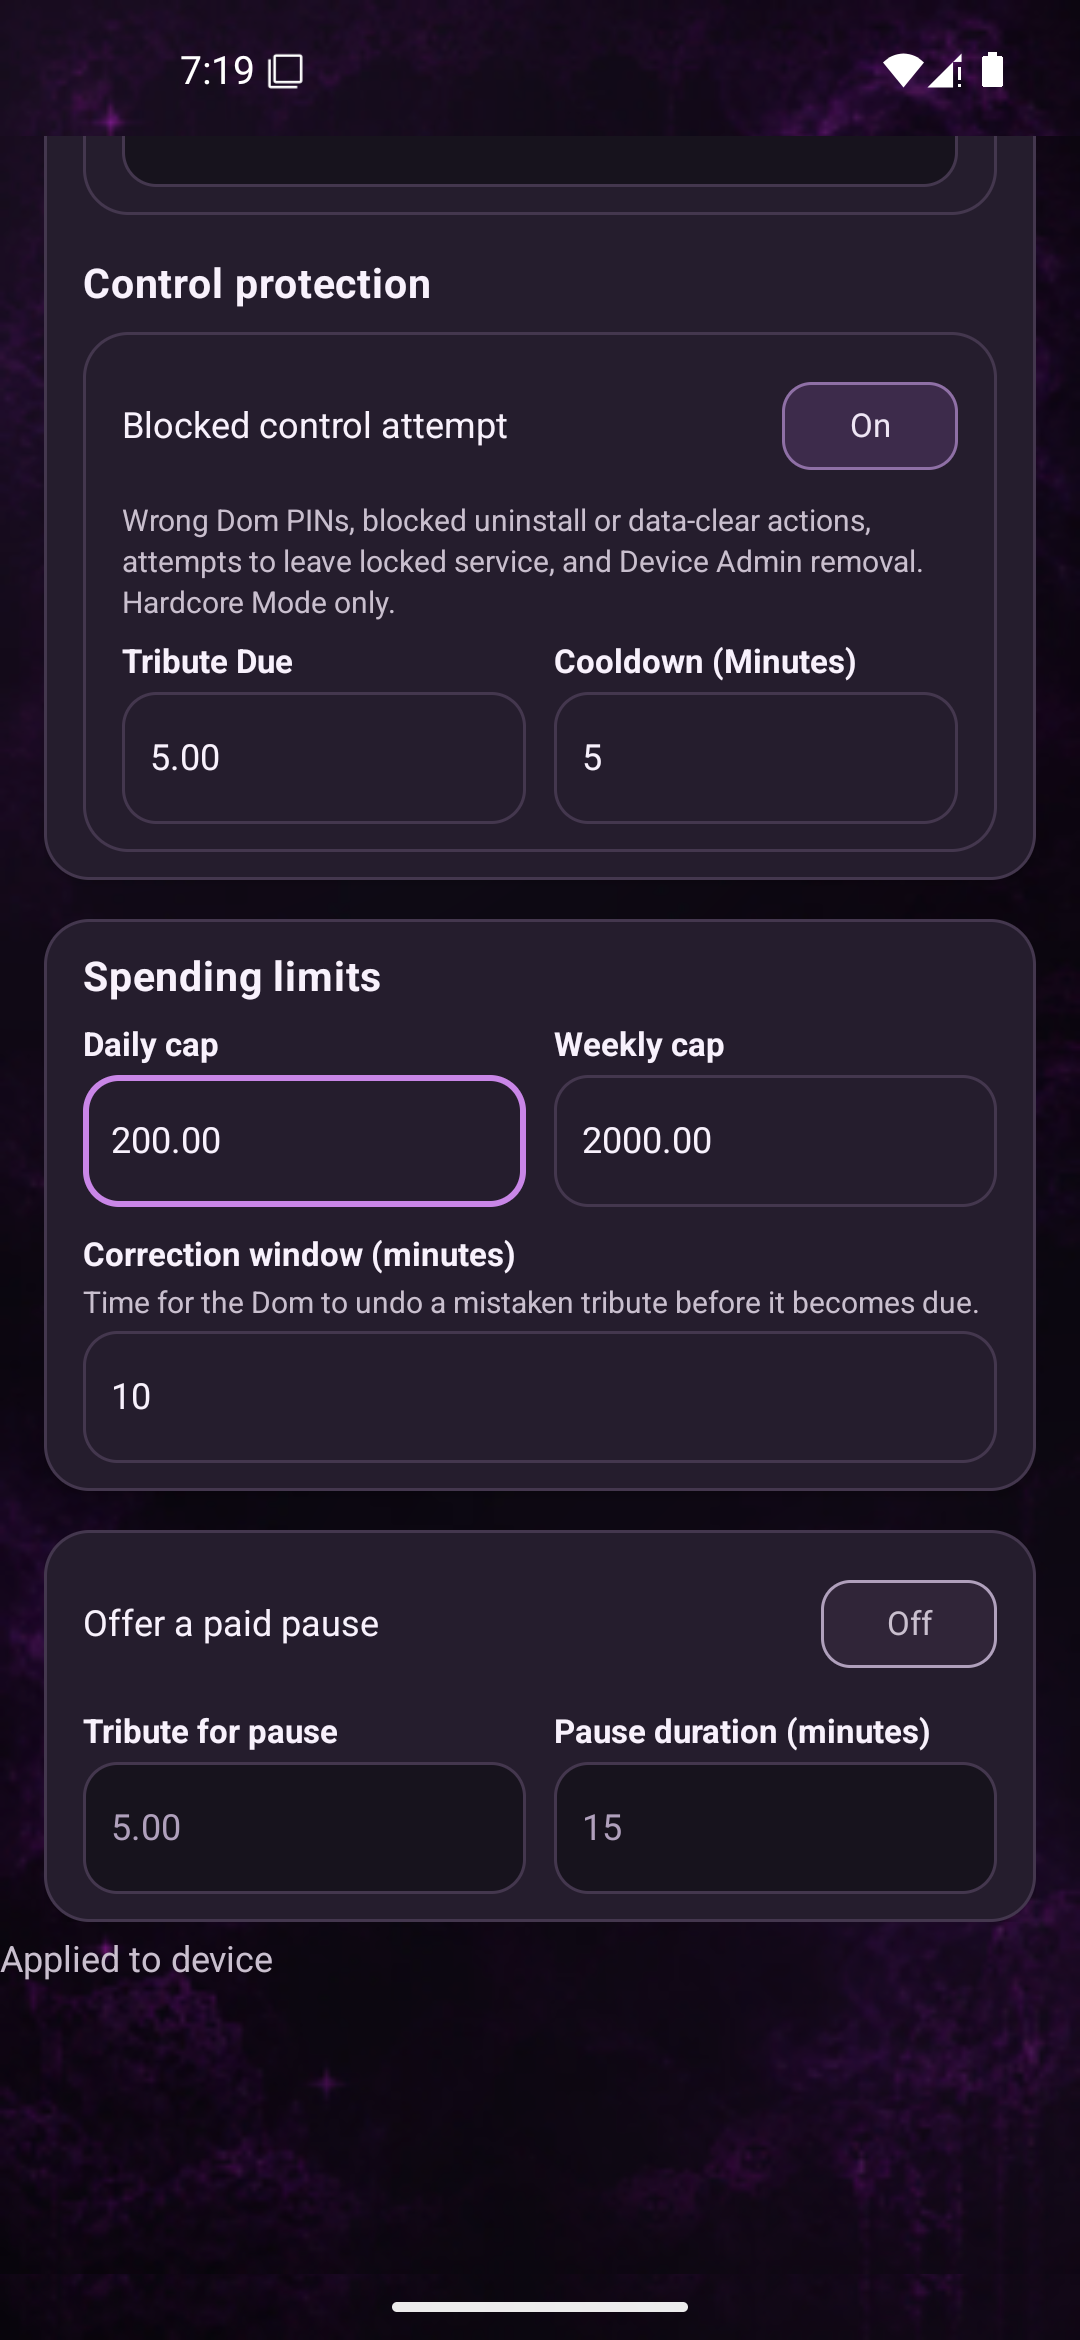 7:19
Control protection
Blocked control attempt
On
Wrong Dom PINs, blocked uninstall or data-clear actions,
attempts to leave locked service, and Device Admin removal.
Hardcore Mode only.
Tribute Due
Cooldown (Minutes)
5.00
5
Spending limits
Daily cap
Weekly cap
200.00
2000.00
Correction window (minutes)
Time for the Dom to undo a mistaken tribute before it becomes due.
10
Offer a paid pause
Off
Tribute for pause
Pause duration (minutes)
5.00
15
Applied to device